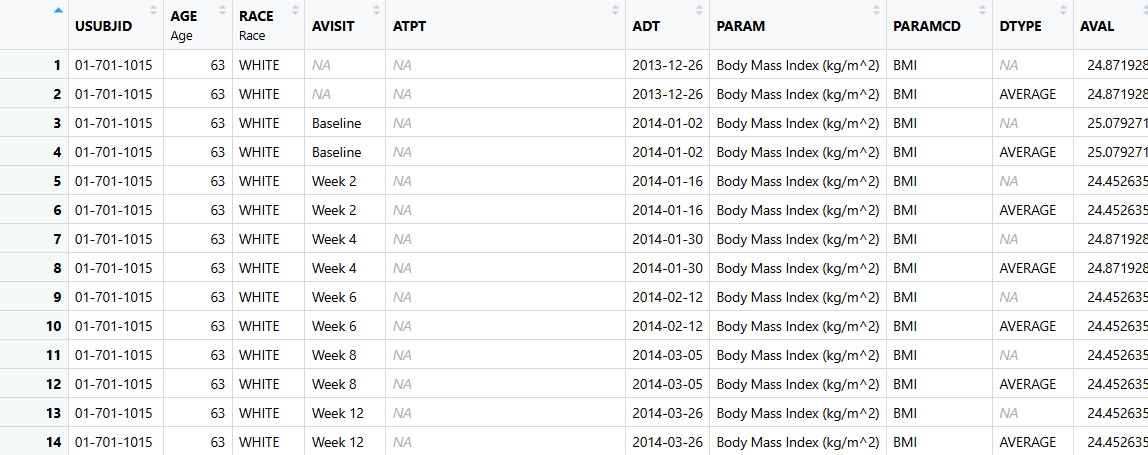 USUBJID AGE Age RACE Race AVISIT ATPT ADT PARAM PARAMCD DTYPE AVAL
1 01-701-1015 63 WHITE NA NA 2013-12-26 Body Mass Index (kg/m^2) BMI NA 24.871928
2 01-701-1015 63 WHITE NA NA 2013-12-26 Body Mass Index (kg/m^2) BMI AVERAGE 24.871928
3 01-701-1015 63 WHITE Baseline NA 2014-01-02 Body Mass Index (kg/m^2) BMI NA 25.079271
4 01-701-1015 63 WHITE Baseline NA 2014-01-02 Body Mass Index (kg/m^2) BMI AVERAGE 25.079271
5 01-701-1015 63 WHITE Week 2 NA 2014-01-16 Body Mass Index (kg/m^2) BMI NA 24.452635
6 01-701-1015 63 WHITE Week 2 NA 2014-01-16 Body Mass Index (kg/m^2) BMI AVERAGE 24.452635
7 01-701-1015 63 WHITE Week 4 NA 2014-01-30 Body Mass Index (kg/m^2) BMI NA 24.871928
8 01-701-1015 63 WHITE Week 4 NA 2014-01-30 Body Mass Index (kg/m^2) BMI AVERAGE 24.871928
9 01-701-1015 63 WHITE Week 6 NA 2014-02-12 Body Mass Index (kg/m^2) BMI NA 24.452635
10 01-701-1015 63 WHITE Week 6 NA 2014-02-12 Body Mass Index (kg/m^2) BMI AVERAGE 24.452635
11 01-701-1015 63 WHITE Week 8 NA 2014-03-05 Body Mass Index (kg/m^2) BMI NA 24.452635
12 01-701-1015 63 WHITE Week 8 NA 2014-03-05 Body Mass Index (kg/m^2) BMI AVERAGE 24.452635
13 01-701-1015 63 WHITE Week 12 NA 2014-03-26 Body Mass Index (kg/m^2) BMI NA 24.452635
14 01-701-1015 63 WHITE Week 12 NA 2014-03-26 Body Mass Index (kg/m^2) BMI AVERAGE 24.452635